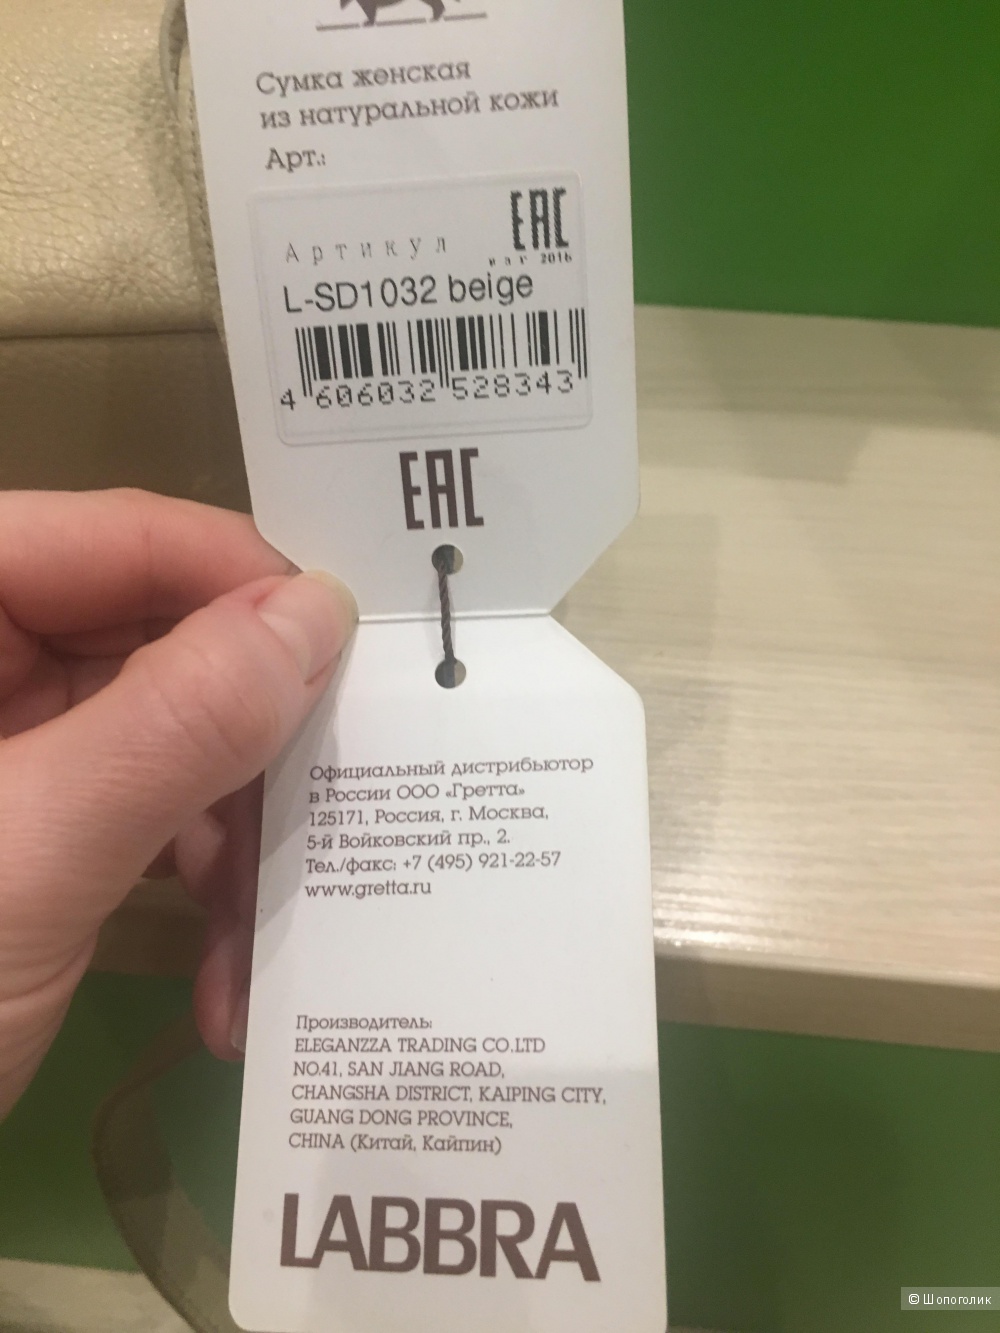 Сумка женская
из натуральной кожи
Арт.:
EAC
Артикул
2016
L-SD1032 beige
4 606032 528343
EAC
Официальный дистрибьютор
в России ООО «Гретта»
125171, Россия, г. Москва,
5-й Войковский пр., 2.
Тел./факс: +7 (495) 921-22-57
www.gretta.ru
Производитель:
ELEGANZZA TRADING CO.LTD
NO.41, SAN JIANG ROAD,
CHANGSHA DISTRICT, KAIPING CITY,
GUANG DONG PROVINCE,
CHINA (Китай, Кайпин)
LABBRA
© Шопоголик